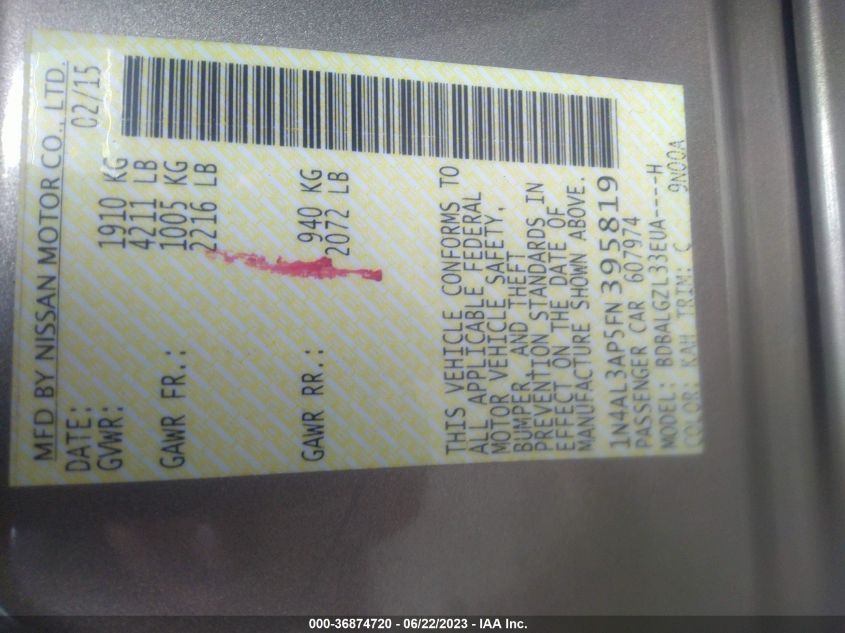 MFD BY NISSAN MOTOR CO., LTD.
DATE: 02/15
GVWR: 1910 KG
4211 LB
GAWR FR.: 1005 KG
2216 LB
GAWR RR.: 940 KG
2072 LB
THIS VEHICLE CONFORMS TO
ALL APPLICABLE FEDERAL
MOTOR VEHICLE SAFETY,
BUMPER, AND THEFT
PREVENTION STANDARDS IN
EFFECT ON THE DATE OF
MANUFACTURE SHOWN ABOVE.
1N4AL3AP5FN395819
PASSENGER CAR 607974
MODEL: BDBALGZL33EUA----H
COLOR: KAH TRIM: C 9N00A
000-36874720 - 06/22/2023 - IAA Inc.